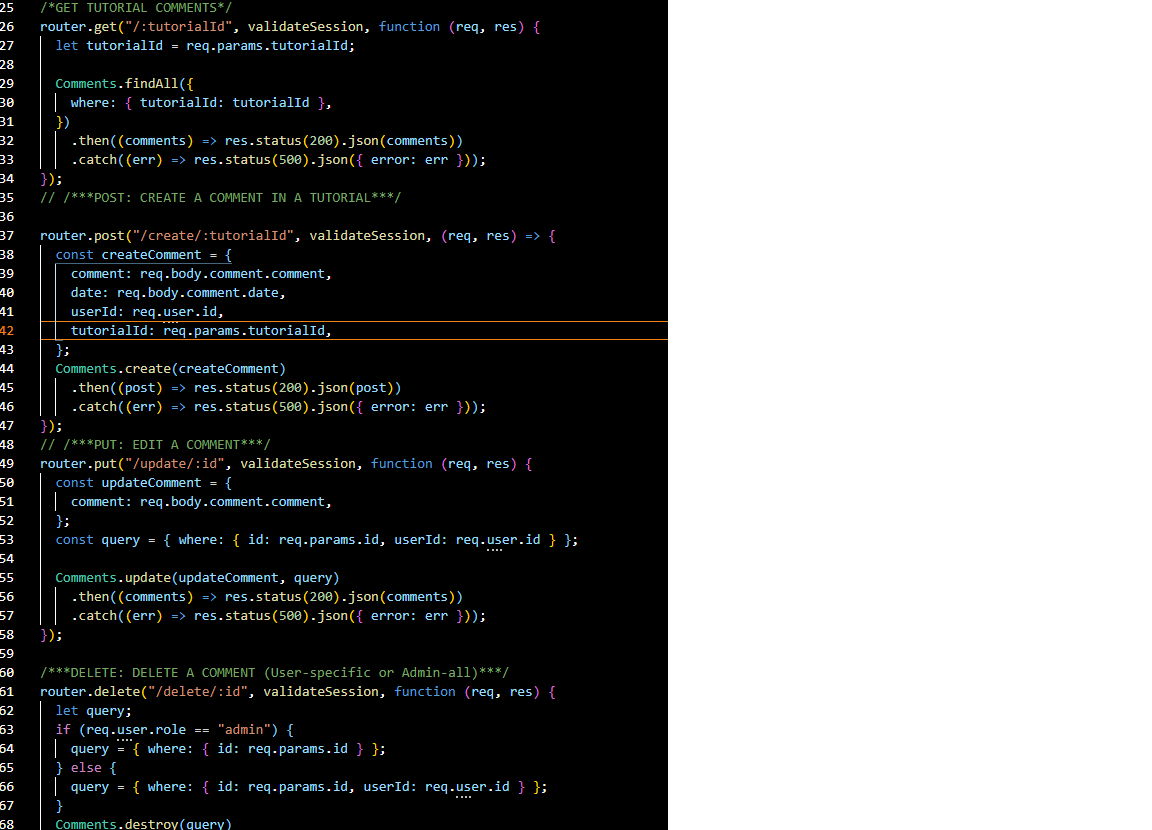 25 /*GET TUTORIAL COMMENTS*/
26 router.get("/:tutorialId", validateSession, function (req, res) {
27   let tutorialId = req.params.tutorialId;
28
29   Comments.findAll({
30     where: { tutorialId: tutorialId },
31   })
32     .then((comments) => res.status(200).json(comments))
33     .catch((err) => res.status(500).json({ error: err }));
34 });
35 // /***POST: CREATE A COMMENT IN A TUTORIAL***/
36
37 router.post("/create/:tutorialId", validateSession, (req, res) => {
38   const createComment = {
39     comment: req.body.comment.comment,
40     date: req.body.comment.date,
41     userId: req.user.id,
42     tutorialId: req.params.tutorialId,
43   };
44   Comments.create(createComment)
45     .then((post) => res.status(200).json(post))
46     .catch((err) => res.status(500).json({ error: err }));
47 });
48 // /***PUT: EDIT A COMMENT***/
49 router.put("/update/:id", validateSession, function (req, res) {
50   const updateComment = {
51     comment: req.body.comment.comment,
52   };
53   const query = { where: { id: req.params.id, userId: req.user.id } };
54
55   Comments.update(updateComment, query)
56     .then((comments) => res.status(200).json(comments))
57     .catch((err) => res.status(500).json({ error: err }));
58 });
59
60 /***DELETE: DELETE A COMMENT (User-specific or Admin-all)***/
61 router.delete("/delete/:id", validateSession, function (req, res) {
62   let query;
63   if (req.user.role == "admin") {
64     query = { where: { id: req.params.id } };
65   } else {
66     query = { where: { id: req.params.id, userId: req.user.id } };
67   }
68   Comments.destroy(query)